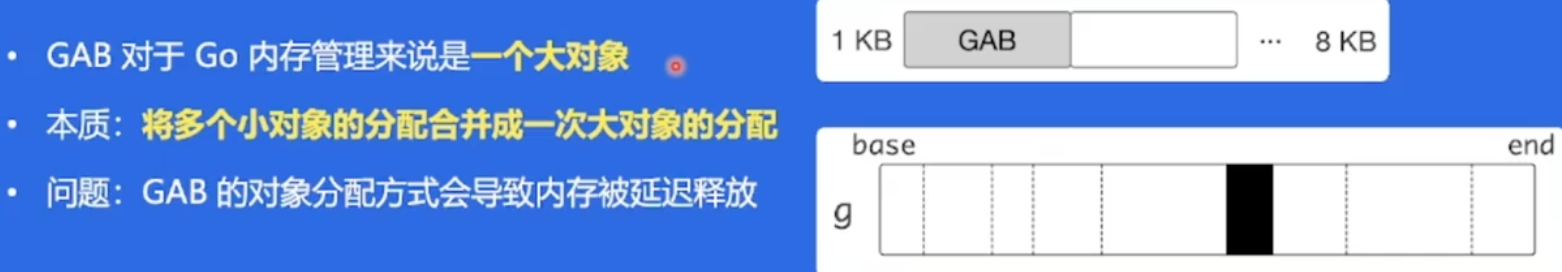 • GAB 对于 Go 内存管理来说是一个大对象
• 本质：将多个小对象的分配合并成一次大对象的分配
• 问题：GAB 的对象分配方式会导致内存被延迟释放
1 KB GAB ... 8 KB
base end
g